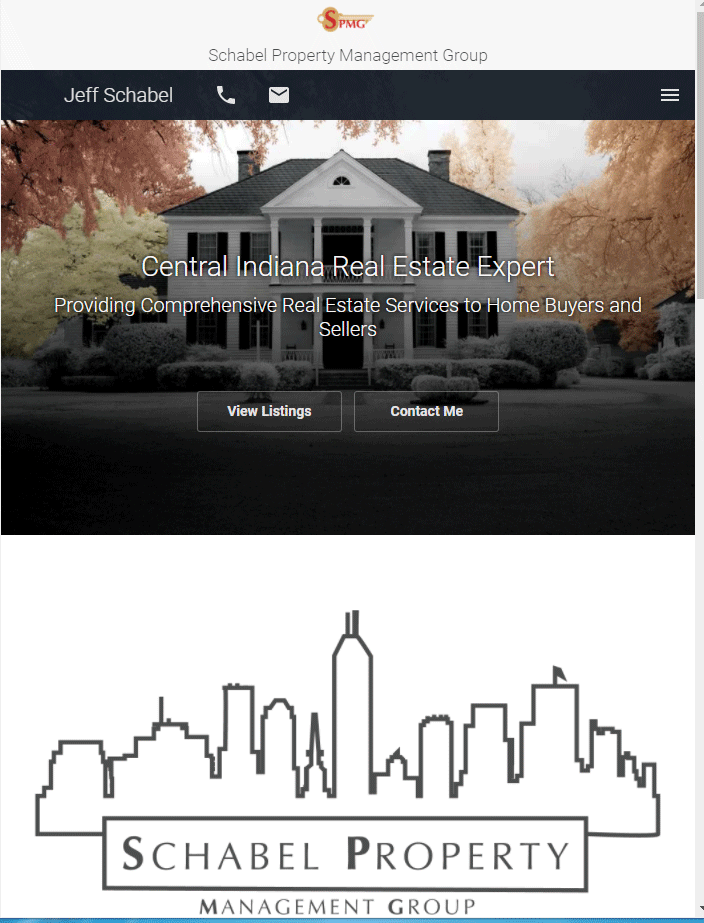 SPMG
Schabel Property Management Group
Jeff Schabel
Central Indiana Real Estate Expert
Providing Comprehensive Real Estate Services to Home Buyers and
Sellers
View Listings
Contact Me
SCHABEL PROPERTY
MANAGEMENT GROUP